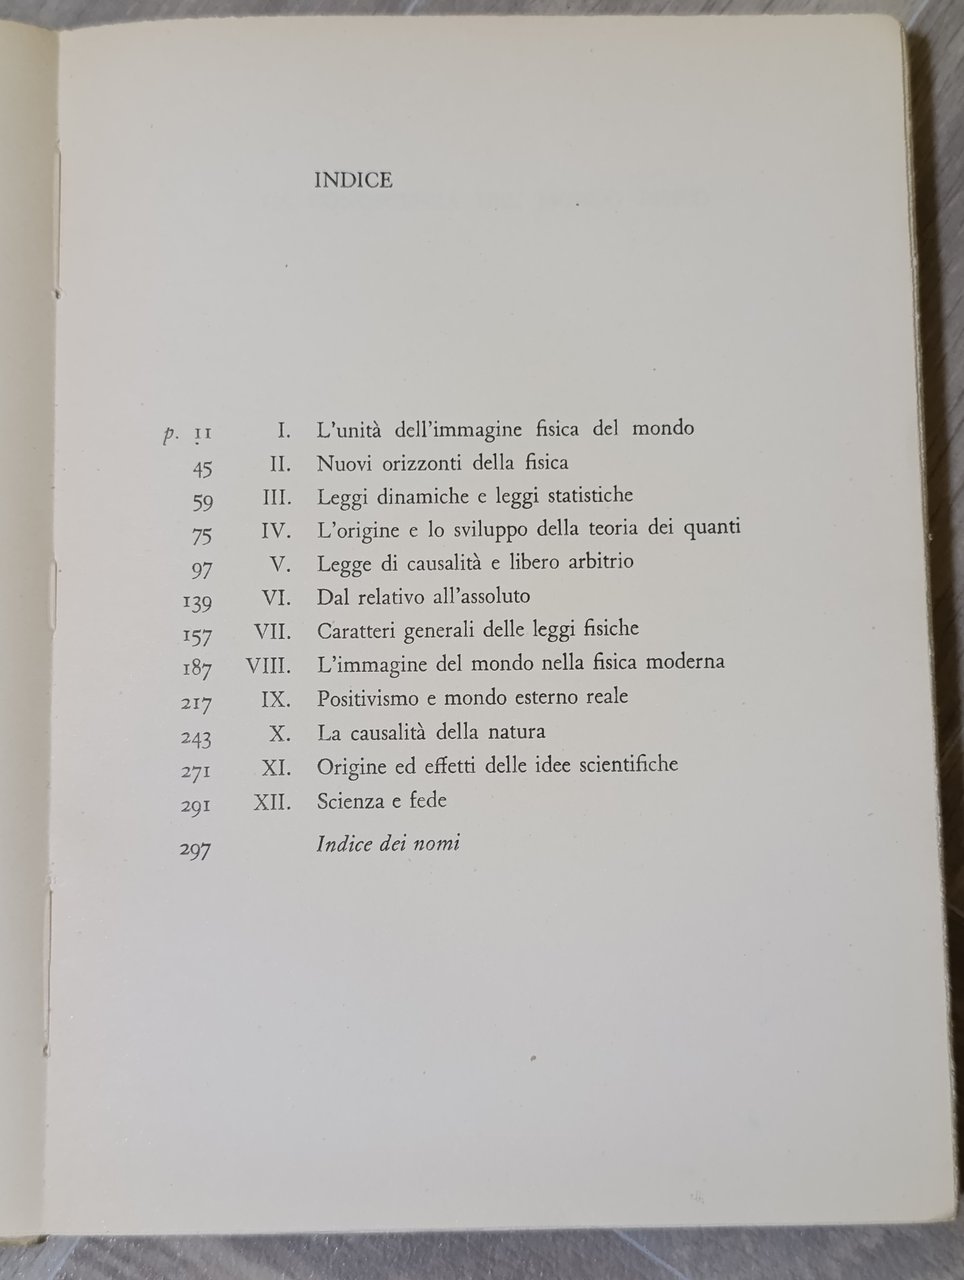 INDICE
p. 11 I. L'unità dell'immagine fisica del mondo
45 II. Nuovi orizzonti della fisica
59 III. Leggi dinamiche e leggi statistiche
75 IV. L'origine e lo sviluppo della teoria dei quanti
97 V. Legge di causalità e libero arbitrio
139 VI. Dal relativo all'assoluto
157 VII. Caratteri generali delle leggi fisiche
187 VIII. L'immagine del mondo nella fisica moderna
217 IX. Positivismo e mondo esterno reale
243 X. La causalità della natura
271 XI. Origine ed effetti delle idee scientifiche
291 XII. Scienza e fede
297 Indice dei nomi